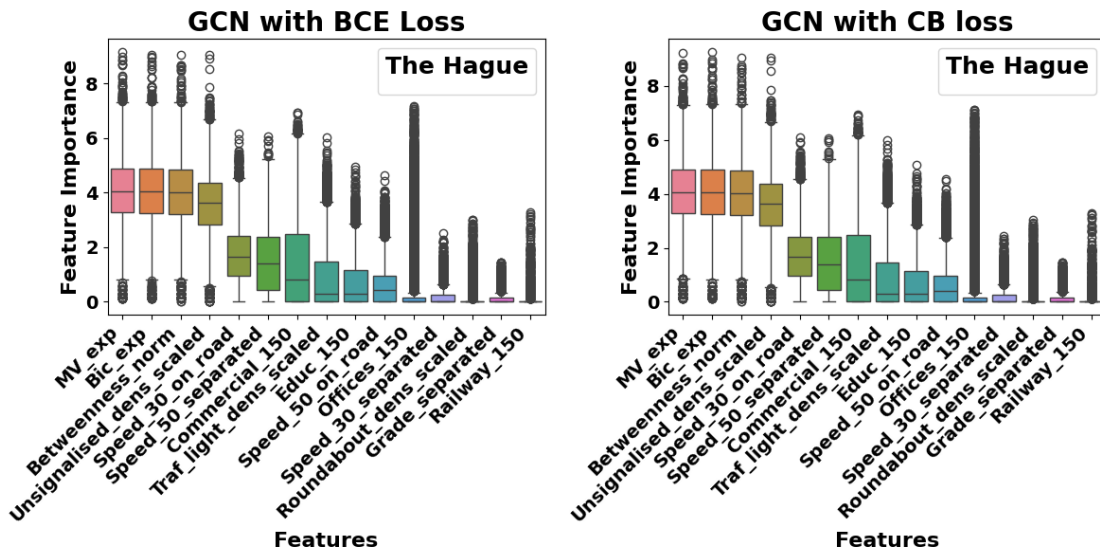 GCN with BCE Loss
The Hague
Feature Importance
8
6
4
2
0
MV_exp
Bic_exp
Betweenness_norm
Unsignalised_dens_scaled
Speed_30_on_road
Speed_50_separated
Commercial_150
Traf_light_dens_scaled
Educ_150
Speed_50_on_road
Offices_150
Speed_30_separated
Roundabout_dens_scaled
Grade_separated
Railway_150
Features
GCN with CB loss
The Hague
Feature Importance
8
6
4
2
0
MV_exp
Bic_exp
Betweenness_norm
Unsignalised_dens_scaled
Speed_30_on_road
Speed_50_separated
Commercial_150
Traf_light_dens_scaled
Educ_150
Speed_50_on_road
Offices_150
Speed_30_separated
Roundabout_dens_scaled
Grade_separated
Railway_150
Features